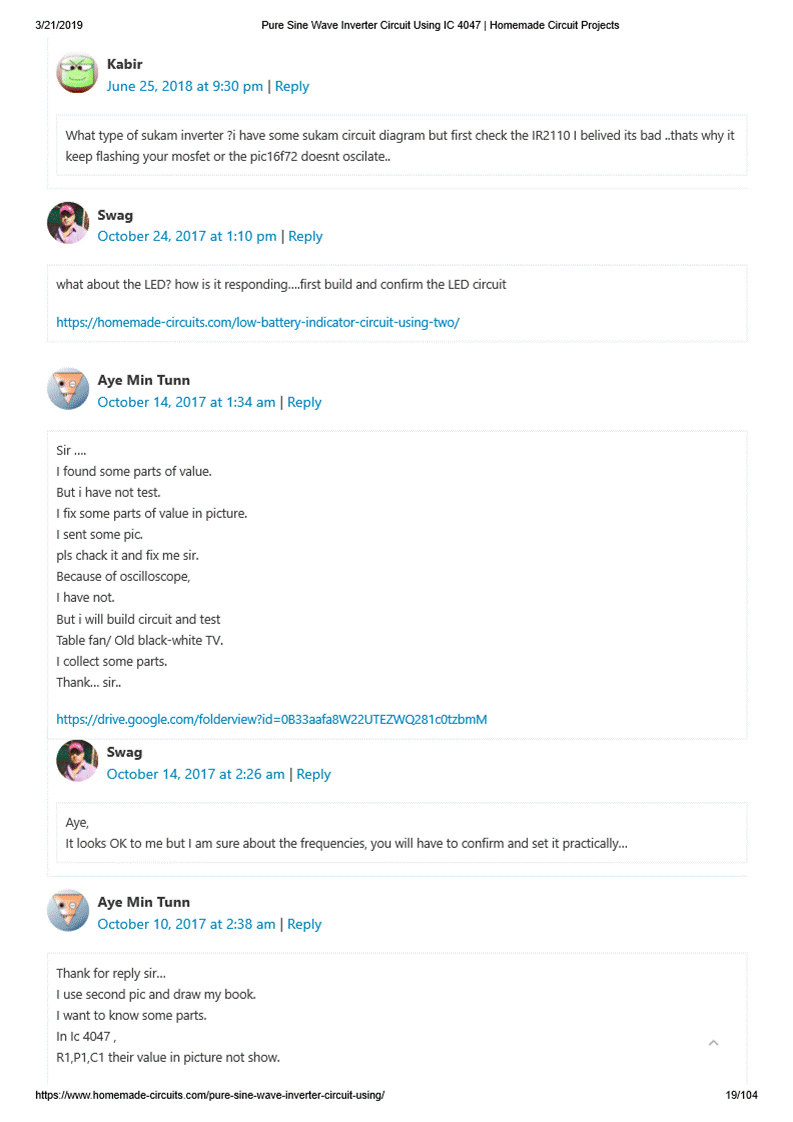 3/21/2019 Pure Sine Wave Inverter Circuit Using IC 4047 | Homemade Circuit Projects
Kabir
June 25, 2018 at 9:30 pm | Reply
What type of sukam inverter ?i have some sukam circuit diagram but first check the IR2110 I belived its bad ..thats why it
keep flashing your mosfet or the pic16f72 doesnt oscilate..
Swag
October 24, 2017 at 1:10 pm | Reply
what about the LED? how is it responding....first build and confirm the LED circuit
https://homemade-circuits.com/low-battery-indicator-circuit-using-two/
Aye Min Tunn
October 14, 2017 at 1:34 am | Reply
Sir ....
I found some parts of value.
But i have not test.
I fix some parts of value in picture.
I sent some pic.
pls chack it and fix me sir.
Because of oscilloscope,
I have not.
But i will build circuit and test
Table fan/ Old black-white TV.
I collect some parts.
Thank... sir..
https://drive.google.com/folderview?id=0B33aafa8W22UTEZWQ281c0tzbmM
Swag
October 14, 2017 at 2:26 am | Reply
Aye,
It looks OK to me but I am sure about the frequencies, you will have to confirm and set it practically...
Aye Min Tunn
October 10, 2017 at 2:38 am | Reply
Thank for reply sir...
I use second pic and draw my book.
I want to know some parts.
In Ic 4047 ,
R1,P1,C1 their value in picture not show.
https://www.homemade-circuits.com/pure-sine-wave-inverter-circuit-using/ 19/104